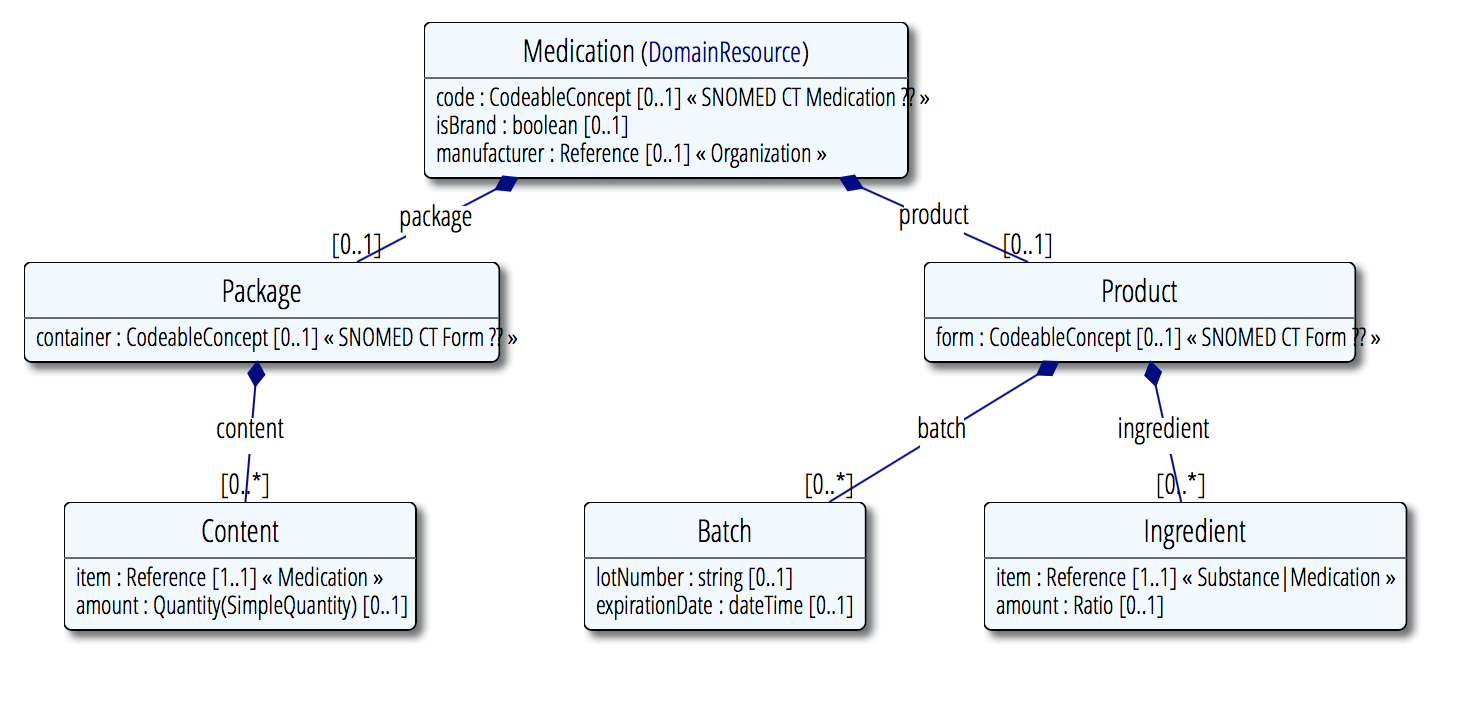 Medication (DomainResource)
code : CodeableConcept [0..1] « SNOMED CT Medication ?? »
isBrand : boolean [0..1]
manufacturer : Reference [0..1] « Organization »
package
product
[0..1]
[0..1]
Package
container : CodeableConcept [0..1] « SNOMED CT Form ?? »
Product
form : CodeableConcept [0..1] « SNOMED CT Form ?? »
content
batch
ingredient
[0..*]
[0..*]
[0..*]
Content
item : Reference [1..1] « Medication »
amount : Quantity(SimpleQuantity) [0..1]
Batch
lotNumber : string [0..1]
expirationDate : dateTime [0..1]
Ingredient
item : Reference [1..1] « Substance|Medication »
amount : Ratio [0..1]